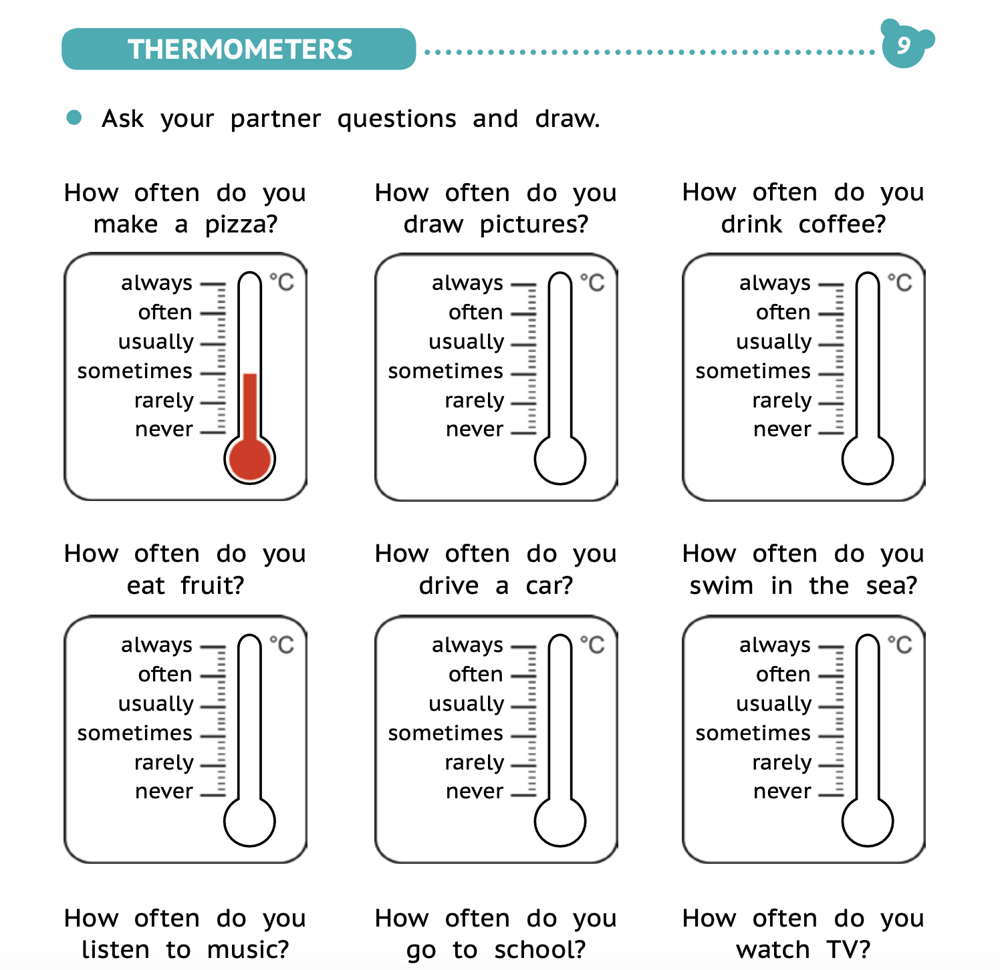 THERMOMETERS
9
Ask your partner questions and draw.
How often do you
make a pizza?
always
often
usually
sometimes
rarely
never
°C
How often do you
draw pictures?
always
often
usually
sometimes
rarely
never
°C
How often do you
drink coffee?
always
often
usually
sometimes
rarely
never
°C
How often do you
eat fruit?
always
often
usually
sometimes
rarely
never
°C
How often do you
drive a car?
always
often
usually
sometimes
rarely
never
°C
How often do you
swim in the sea?
always
often
usually
sometimes
rarely
never
°C
How often do you
listen to music?
How often do you
go to school?
How often do you
watch TV?